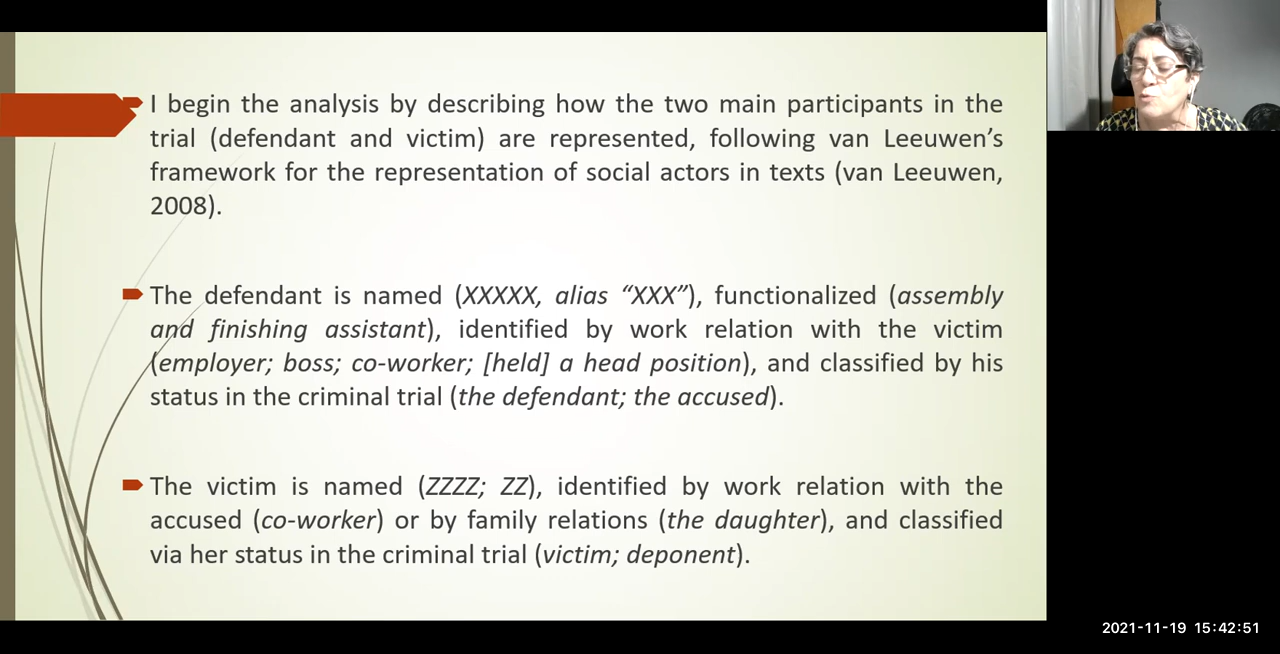 I begin the analysis by describing how the two main participants in the
trial (defendant and victim) are represented, following van Leeuwen’s
framework for the representation of social actors in texts (van Leeuwen,
2008).
The defendant is named (XXXXX, alias “XXX”), functionalized (assembly
and finishing assistant), identified by work relation with the victim
(employer; boss; co-worker; [held] a head position), and classified by his
status in the criminal trial (the defendant; the accused).
The victim is named (ZZZZ; ZZ), identified by work relation with the
accused (co-worker) or by family relations (the daughter), and classified
via her status in the criminal trial (victim; deponent).
2021-11-19 15:42:51